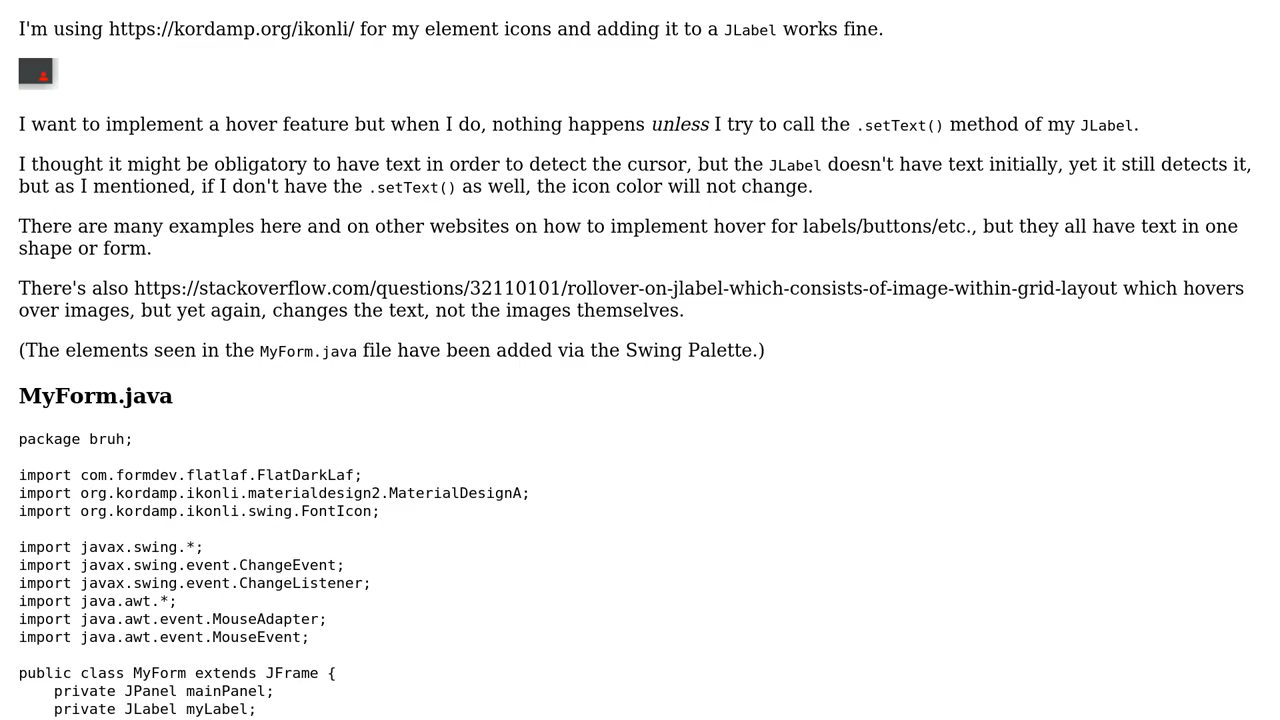 I'm using https://kordamp.org/ikonli/ for my element icons and adding it to a JLabel works fine.
I want to implement a hover feature but when I do, nothing happens unless I try to call the .setText() method of my JLabel.
I thought it might be obligatory to have text in order to detect the cursor, but the JLabel doesn't have text initially, yet it still detects it,
but as I mentioned, if I don't have the .setText() as well, the icon color will not change.
There are many examples here and on other websites on how to implement hover for labels/buttons/etc., but they all have text in one
shape or form.
There's also https://stackoverflow.com/questions/32110101/rollover-on-jlabel-which-consists-of-image-within-grid-layout which hovers
over images, but yet again, changes the text, not the images themselves.
(The elements seen in the MyForm.java file have been added via the Swing Palette.)
MyForm.java
package bruh;
import com.formdev.flatlaf.FlatDarkLaf;
import org.kordamp.ikonli.materialdesign2.MaterialDesignA;
import org.kordamp.ikonli.swing.FontIcon;
import javax.swing.*;
import javax.swing.event.ChangeEvent;
import javax.swing.event.ChangeListener;
import java.awt.*;
import java.awt.event.MouseAdapter;
import java.awt.event.MouseEvent;
public class MyForm extends JFrame {
    private JPanel mainPanel;
    private JLabel myLabel;